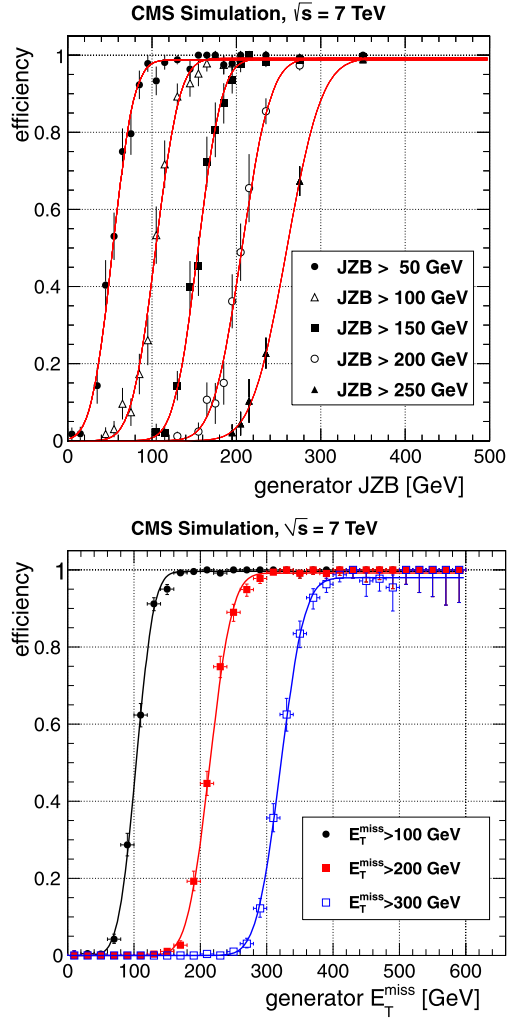 CMS Simulation, √s = 7 TeV
efficiency
1
0.8
0.6
0.4
0.2
0
JZB > 50 GeV
JZB > 100 GeV
JZB > 150 GeV
JZB > 200 GeV
JZB > 250 GeV
0 100 200 300 400 500
generator JZB [GeV]
CMS Simulation, √s = 7 TeV
efficiency
1
0.8
0.6
0.4
0.2
0
E_T^miss>100 GeV
E_T^miss>200 GeV
E_T^miss>300 GeV
0 100 200 300 400 500 600
generator E_T^miss [GeV]